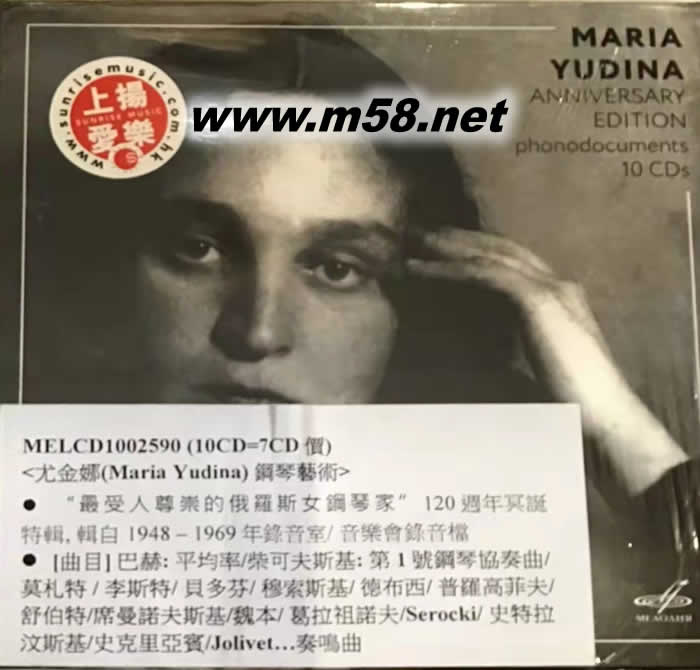 MARIA
YUDINA
ANNIVERSARY
EDITION
phonodocuments
10 CDs
www.sunrisemusic.com.hk
上揚
SUNRISE MUSIC
愛樂
S
www.m58.net
MELCD1002590 (10CD=7CD 價)
<尤金娜(Maria Yudina) 鋼琴藝術>
● “最受人尊崇的俄羅斯女鋼琴家” 120 週年冥誕
特輯, 輯自 1948 – 1969 年錄音室/ 音樂會錄音檔
● [曲目] 巴赫: 平均率/柴可夫斯基: 第 1 號鋼琴協奏曲/
莫札特 / 李斯特/ 貝多芬/ 穆索斯基/ 德布西/ 普羅高菲夫/
舒伯特/席曼諾夫斯基/魏本/ 葛拉祖諾夫/Serocki/ 史特拉
汶斯基/史克里亞賓/Jolivet…奏鳴曲
МЕЛОДИЯ